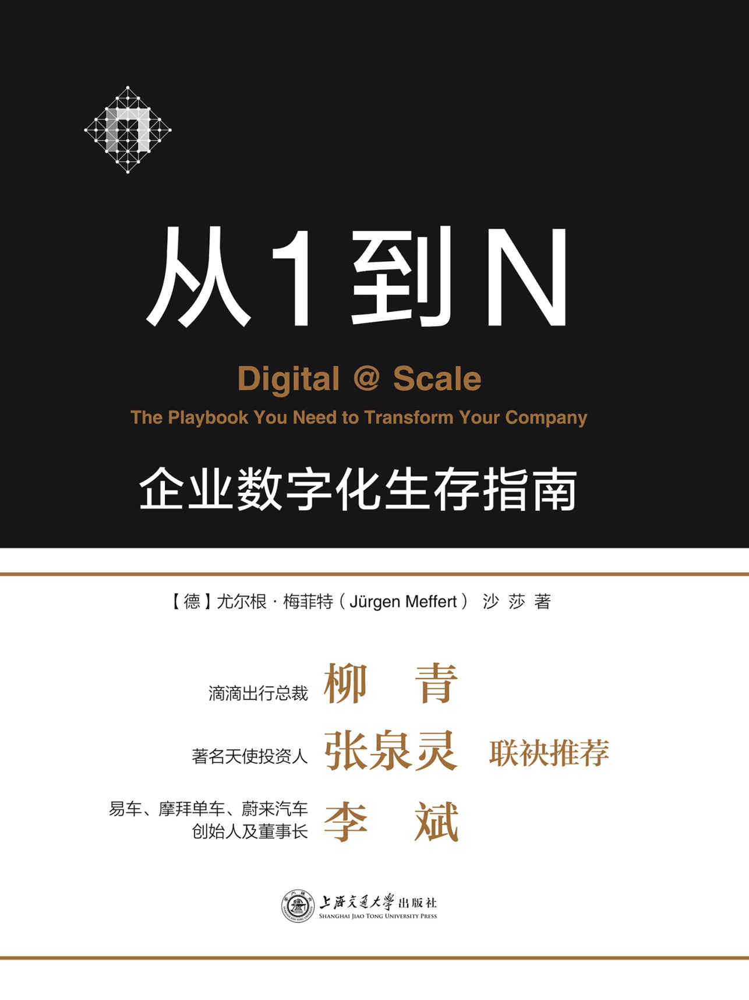 从1到N
Digital @ Scale
The Playbook You Need to Transform Your Company
企业数字化生存指南
【德】尤尔根·梅菲特（Jürgen Meffert） 沙 莎 著
滴滴出行总裁 柳 青
著名天使投资人 张泉灵 联袂推荐
易车、摩拜单车、蔚来汽车
创始人及董事长 李 斌
上海交通大学出版社
SHANGHAI JIAO TONG UNIVERSITY PRESS